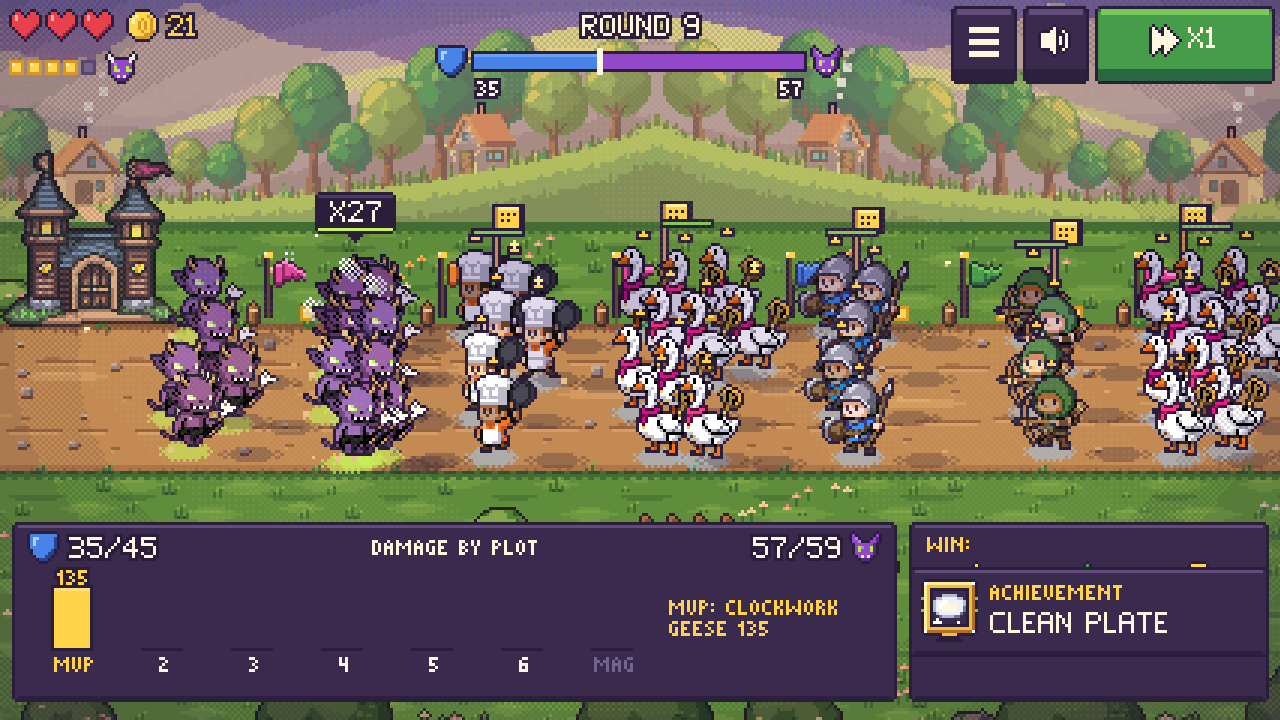 21
ROUND 9
X1
35
57
X27
35/45
DAMAGE BY PLOT
57/59
135
MVP: CLOCKWORK
GEESE 135
MVP
2
3
4
5
6
MAG
WIN:
ACHIEVEMENT
CLEAN PLATE